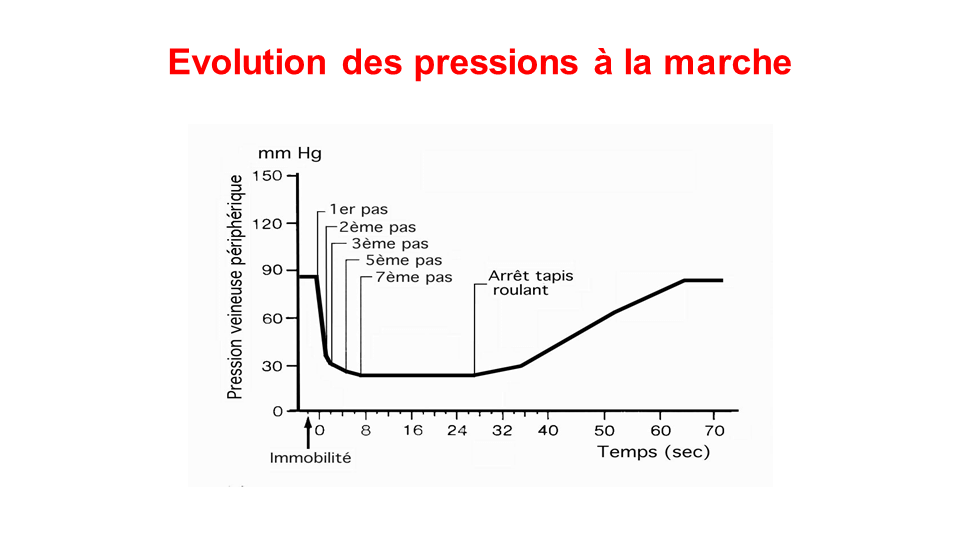 Evolution des pressions à la marche
mm Hg
Pression veineuse périphérique
150
120
90
60
30
0
1er pas
2ème pas
3ème pas
5ème pas
7ème pas
Arrêt tapis
roulant
0 8 16 24 32 40 50 60 70
Immobilité
Temps (sec)